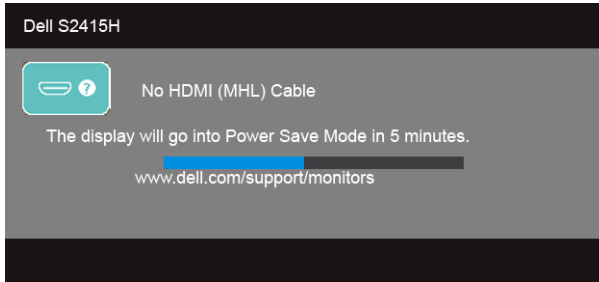 Dell S2415H
?
No HDMI (MHL) Cable
The display will go into Power Save Mode in 5 minutes.
www.dell.com/support/monitors